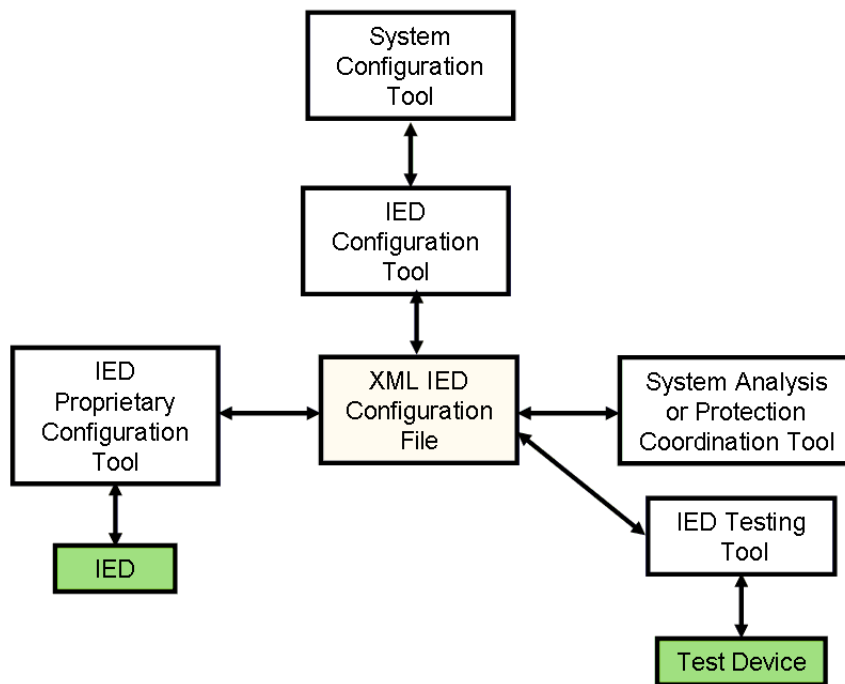 System
Configuration
Tool
IED
Configuration
Tool
IED
Proprietary
Configuration
Tool
XML IED
Configuration
File
System Analysis
or Protection
Coordination Tool
IED
IED Testing
Tool
Test Device